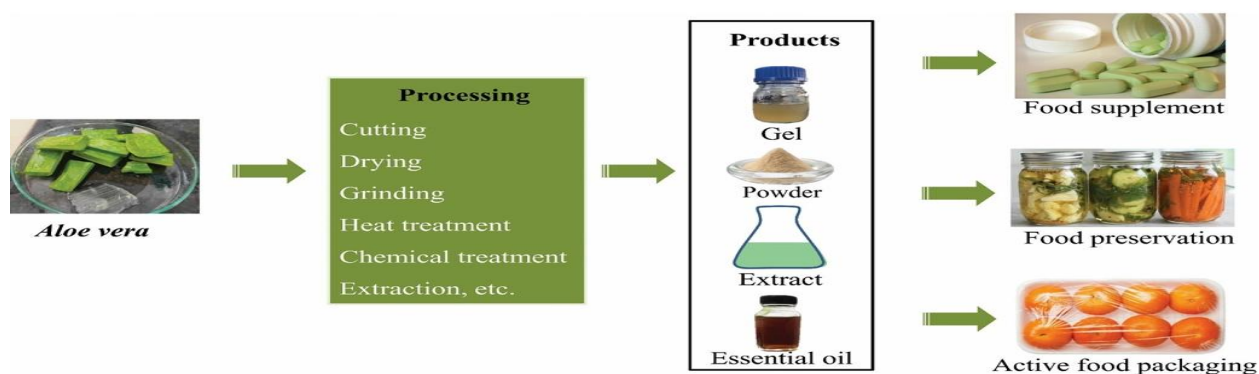 Aloe vera
Processing
Cutting
Drying
Grinding
Heat treatment
Chemical treatment
Extraction, etc.
Products
Gel
Powder
Extract
Essential oil
Food supplement
Food preservation
Active food packaging